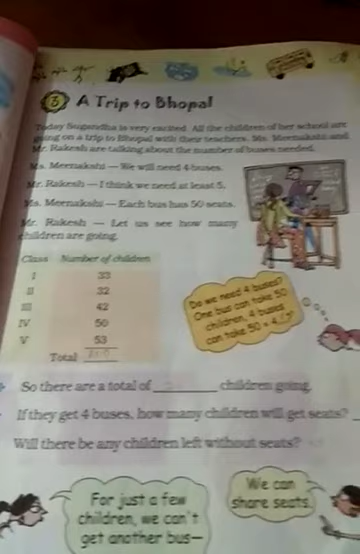 3 A Trip to Bhopal
Today Sugandha is very excited. All the children of her school are
going on a trip to Bhopal with their teachers. Ms. Meenakshi and
Mr. Rakesh are talking about the number of buses needed.
Ms. Meenakshi — We will need 4 buses.
Mr. Rakesh — I think we need at least 5.
Ms. Meenakshi — Each bus has 50 seats.
Mr. Rakesh — Let us see how many
children are going.
Class Number of children
I 33
II 32
III 42
IV 50
V 53
Total
Do we need 4 buses?
One bus can take 50
children. 4 buses
can take 50 × 4
So there are a total of ________ children going.
If they get 4 buses, how many children will get seats? _
Will there be any children left without seats?
For just a few
children, we can't
get another bus—
We can
share seats.